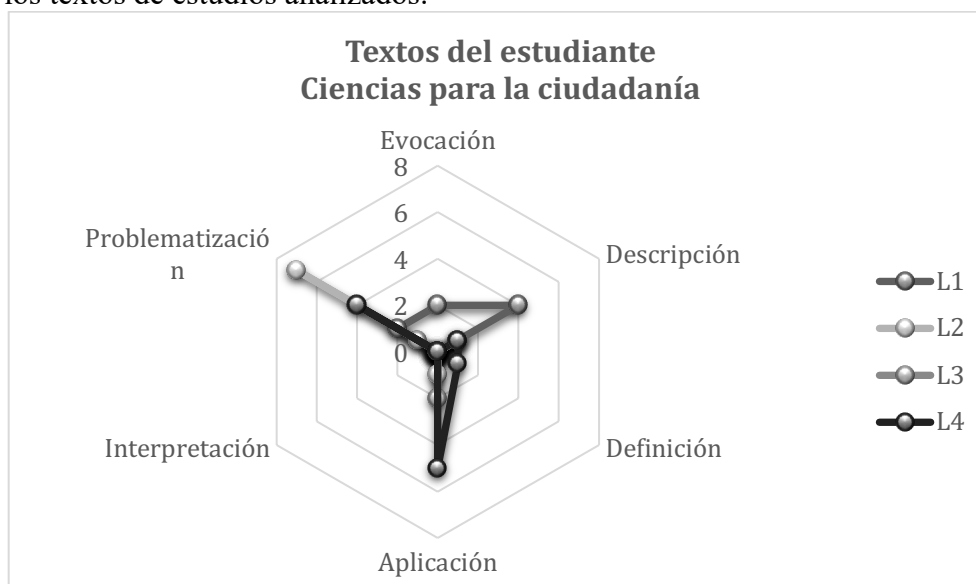 los textos de estudios analizados.
Textos del estudiante
Ciencias para la ciudadanía
Evocación
8
6
4
2
0
Problematizació
n
Descripción
Interpretación
Definición
Aplicación
L1
L2
L3
L4